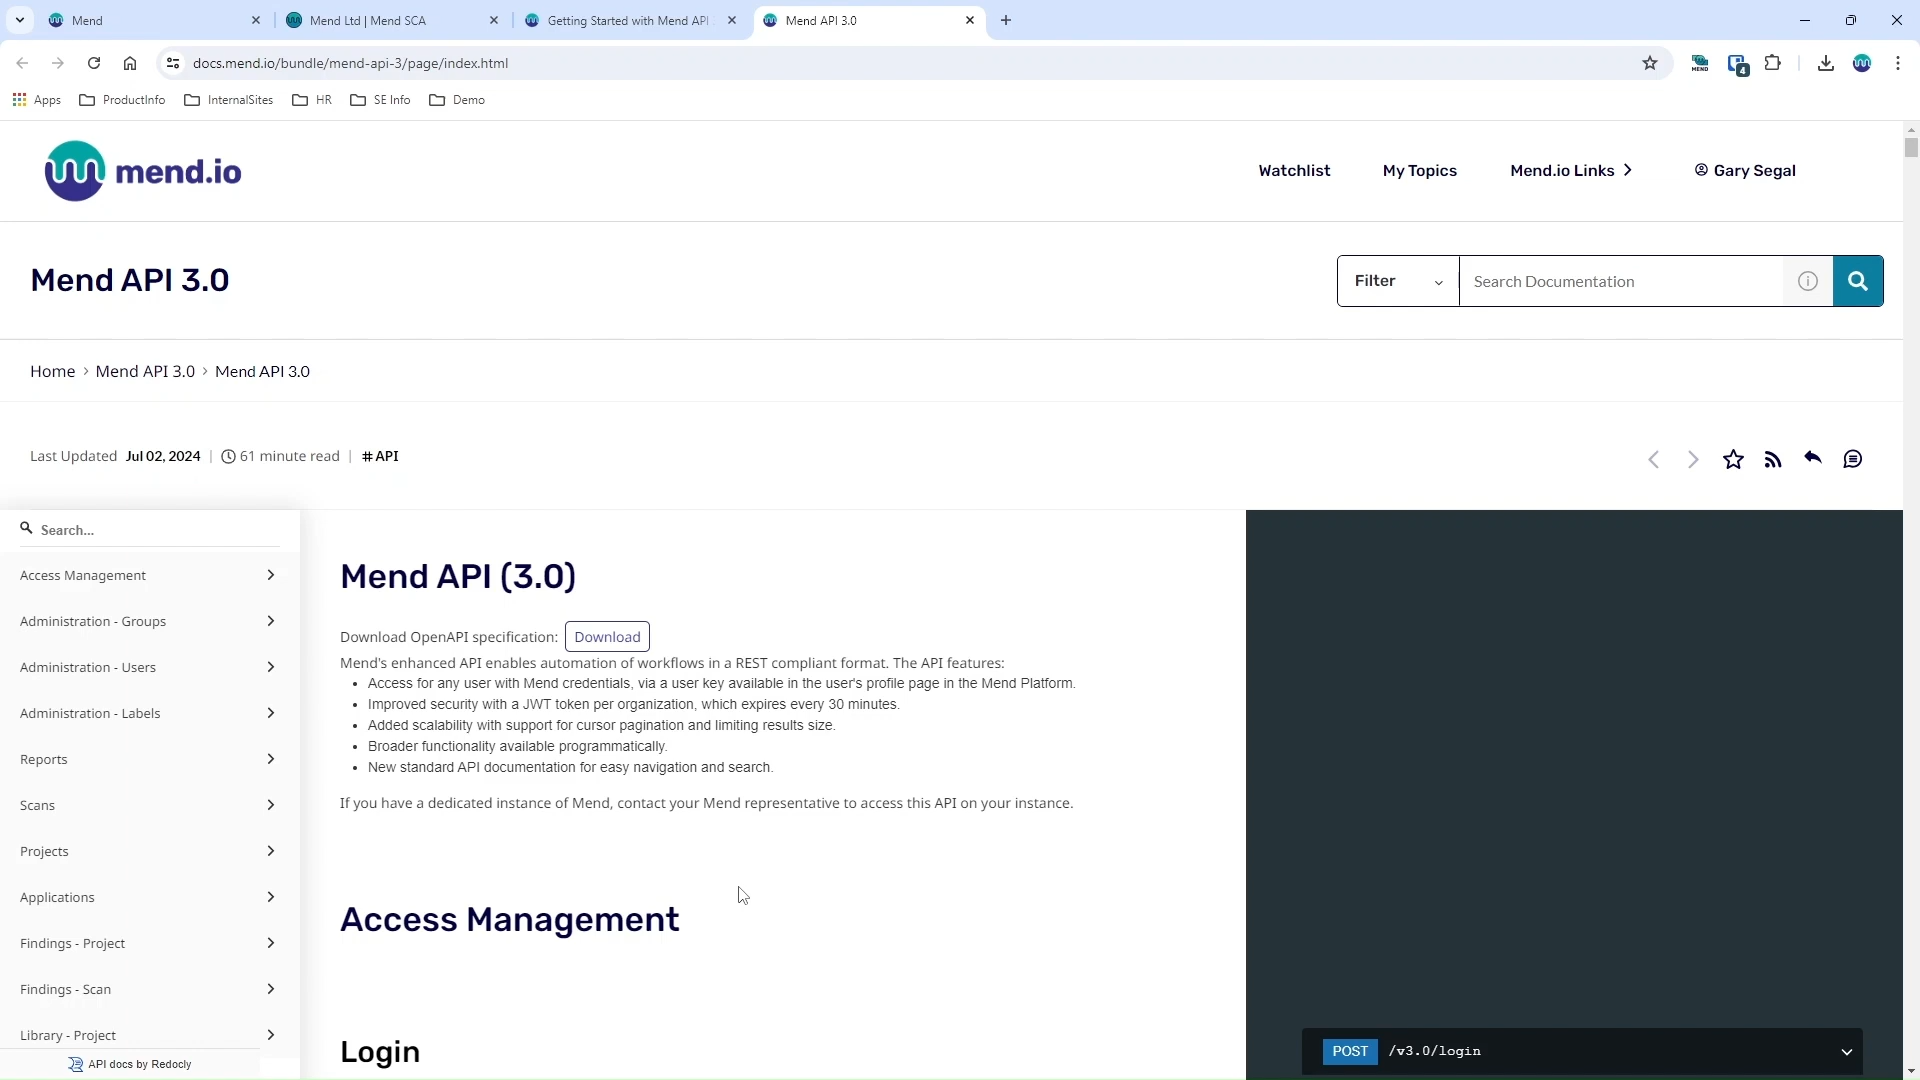 Mend
Mend Ltd | Mend SCA
Getting Started with Mend API
Mend API 3.0
docs.mend.io/bundle/mend-api-3/page/index.html
MEND
4
Apps
ProductInfo
InternalSites
HR
SE Info
Demo
mend.io
Watchlist
My Topics
Mend.io Links
Gary Segal
Mend API 3.0
Filter
Search Documentation
Home › Mend API 3.0 › Mend API 3.0
Last Updated Jul 02, 2024 | 61 minute read | #API
Search...
Access Management
Administration - Groups
Administration - Users
Administration - Labels
Reports
Scans
Projects
Applications
Findings - Project
Findings - Scan
Library - Project
API docs by Redocly
Mend API (3.0)
Download OpenAPI specification: Download
Mend's enhanced API enables automation of workflows in a REST compliant format. The API features:
• Access for any user with Mend credentials, via a user key available in the user's profile page in the Mend Platform.
• Improved security with a JWT token per organization, which expires every 30 minutes.
• Added scalability with support for cursor pagination and limiting results size.
• Broader functionality available programmatically.
• New standard API documentation for easy navigation and search.
If you have a dedicated instance of Mend, contact your Mend representative to access this API on your instance.
Access Management
Login
POST /v3.0/login